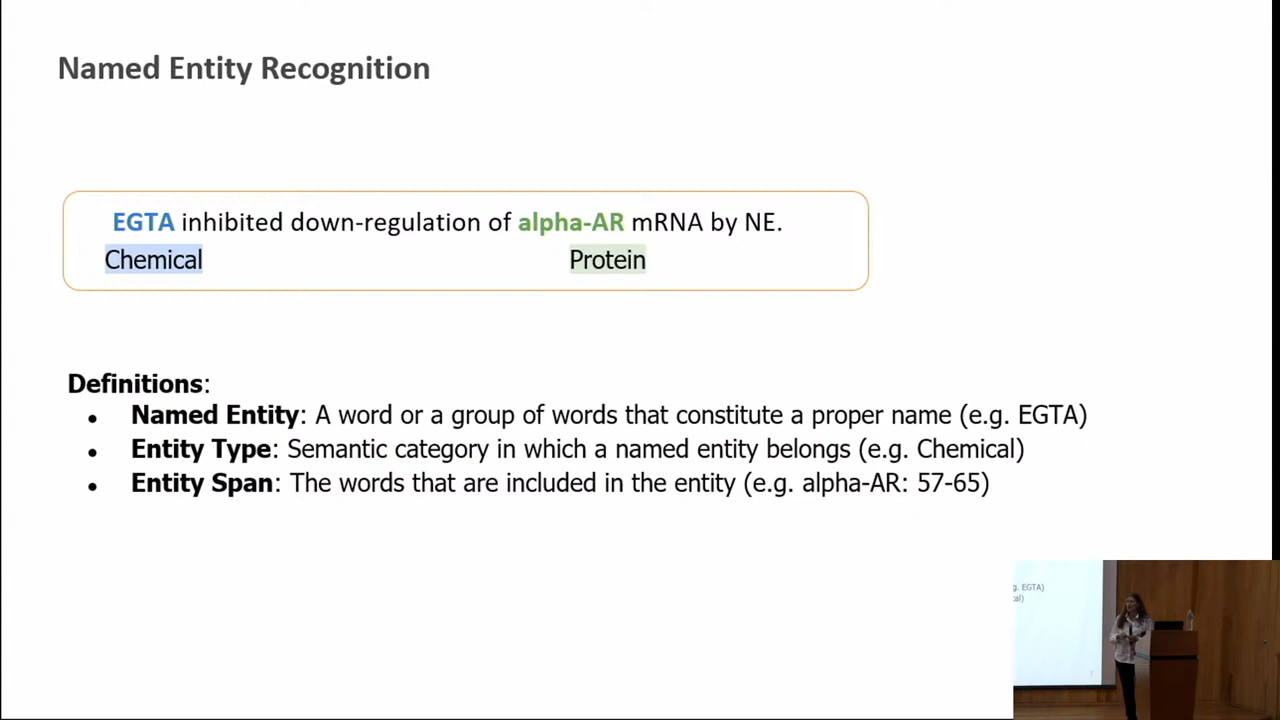 Named Entity Recognition
EGTA inhibited down-regulation of alpha-AR mRNA by NE.
Chemical Protein
Definitions:
• Named Entity: A word or a group of words that constitute a proper name (e.g. EGTA)
• Entity Type: Semantic category in which a named entity belongs (e.g. Chemical)
• Entity Span: The words that are included in the entity (e.g. alpha-AR: 57-65)
g. EGTA)
cal)